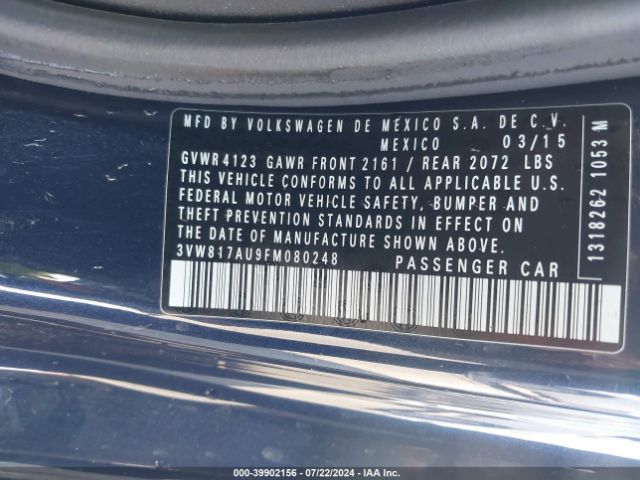 MFD BY VOLKSWAGEN DE MEXICO S.A. DE C.V.
MEXICO 03/15
GVWR 4123 GAWR FRONT 2161 / REAR 2072 LBS
THIS VEHICLE CONFORMS TO ALL APPLICABLE U.S.
FEDERAL MOTOR VEHICLE SAFETY, BUMPER AND
THEFT PREVENTION STANDARDS IN EFFECT ON
THE DATE OF MANUFACTURE SHOWN ABOVE.
3VW817AU9FM080248 PASSENGER CAR
1318262 1053 M
000-39902156 - 07/22/2024 - IAA Inc.